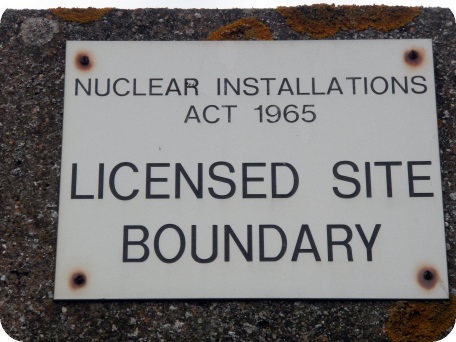 NUCLEAR INSTALLATIONS
ACT 1965
LICENSED SITE
BOUNDARY